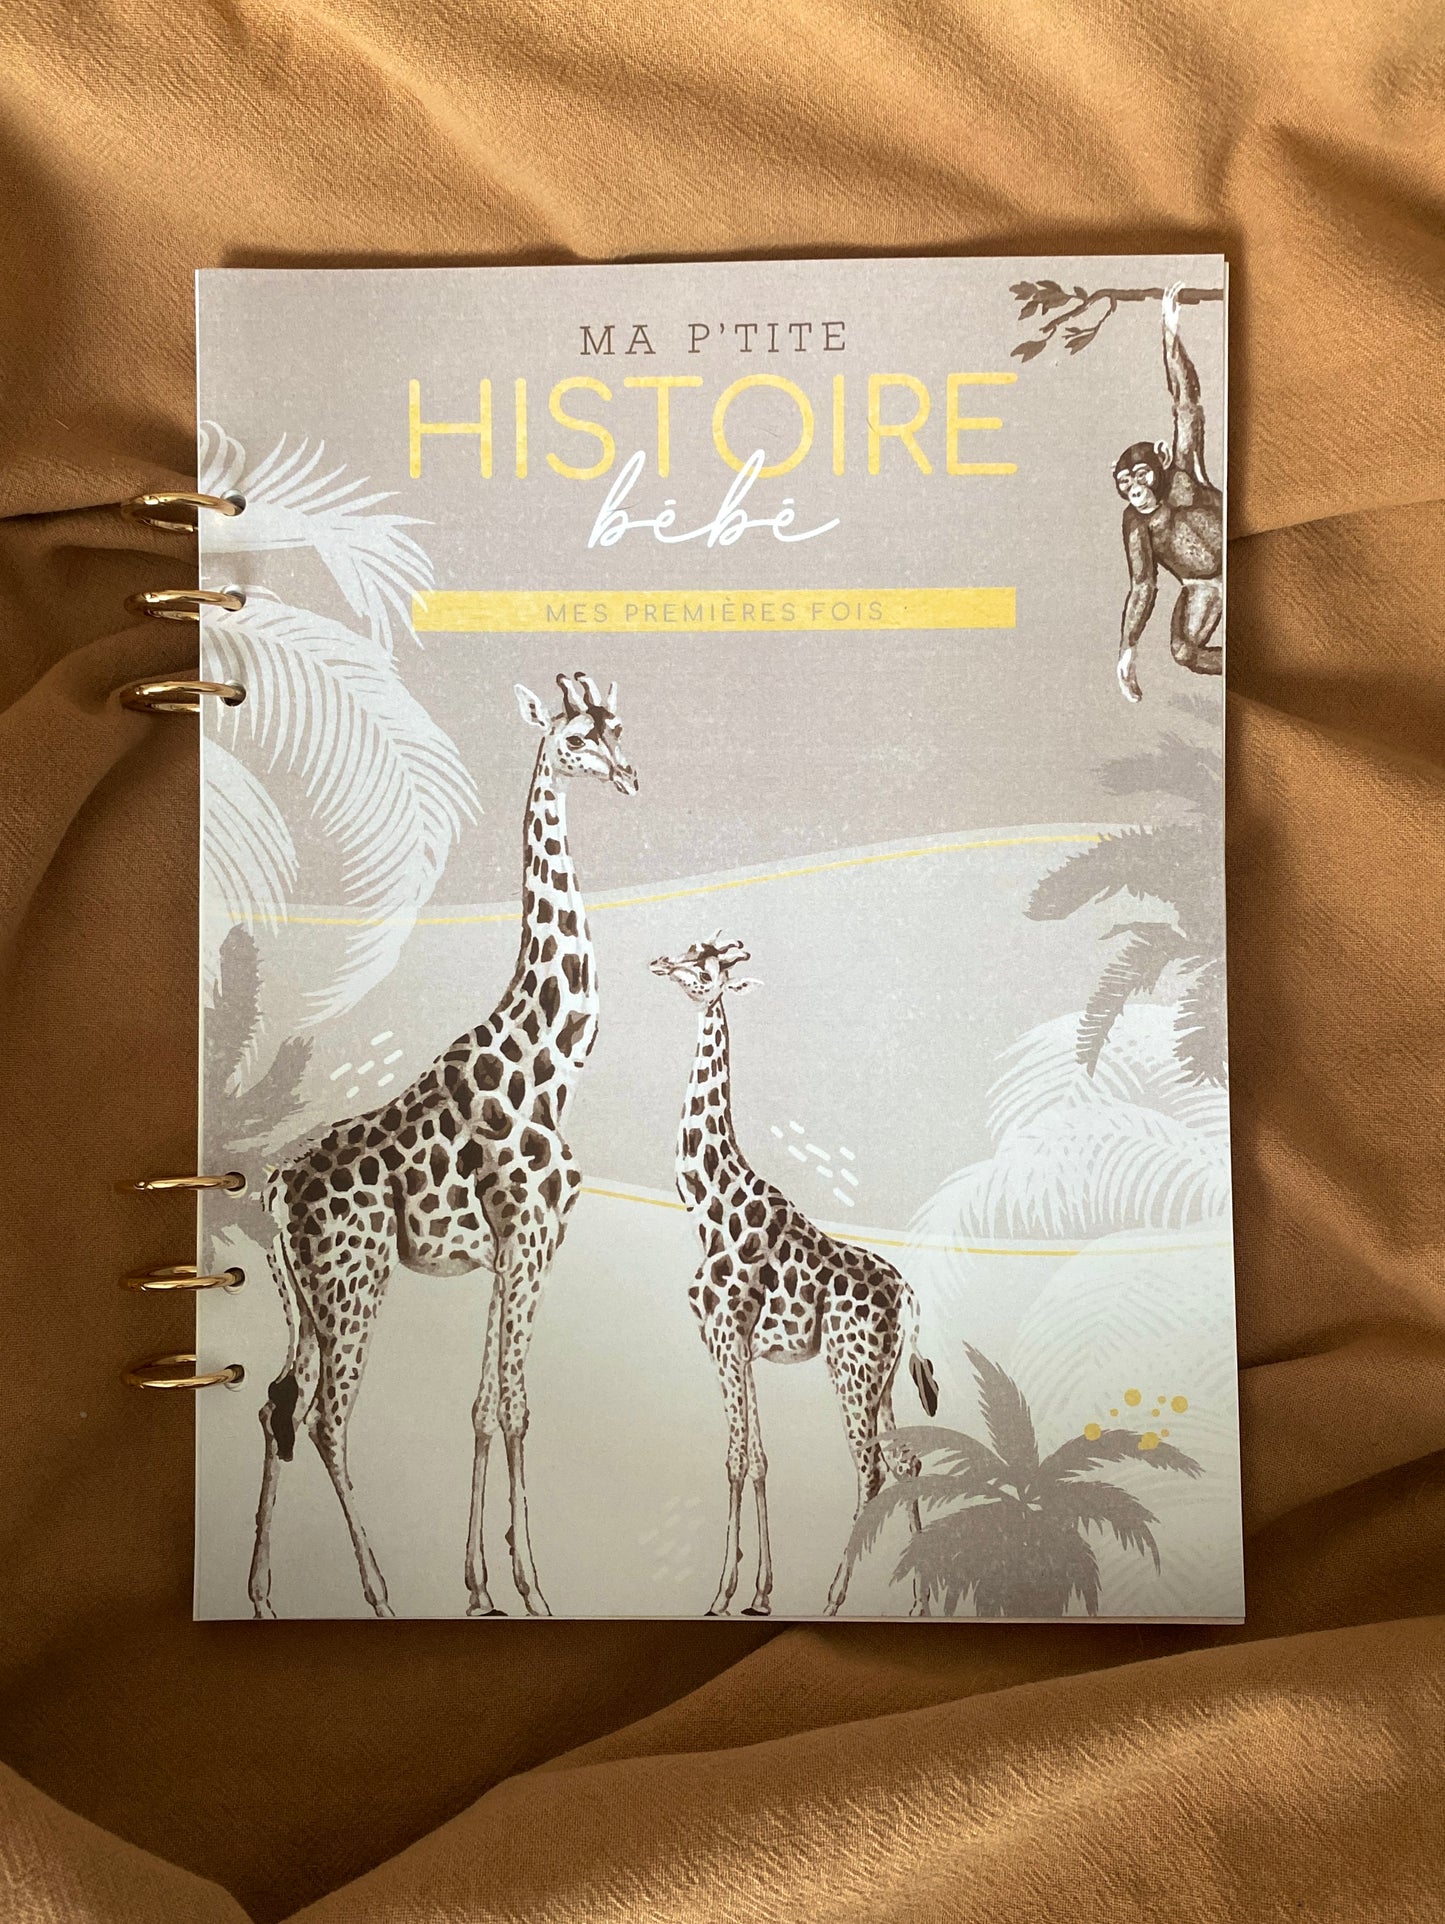 MA P'TITE
HISTOIRE
bébé
MES PREMIÈRES FOIS